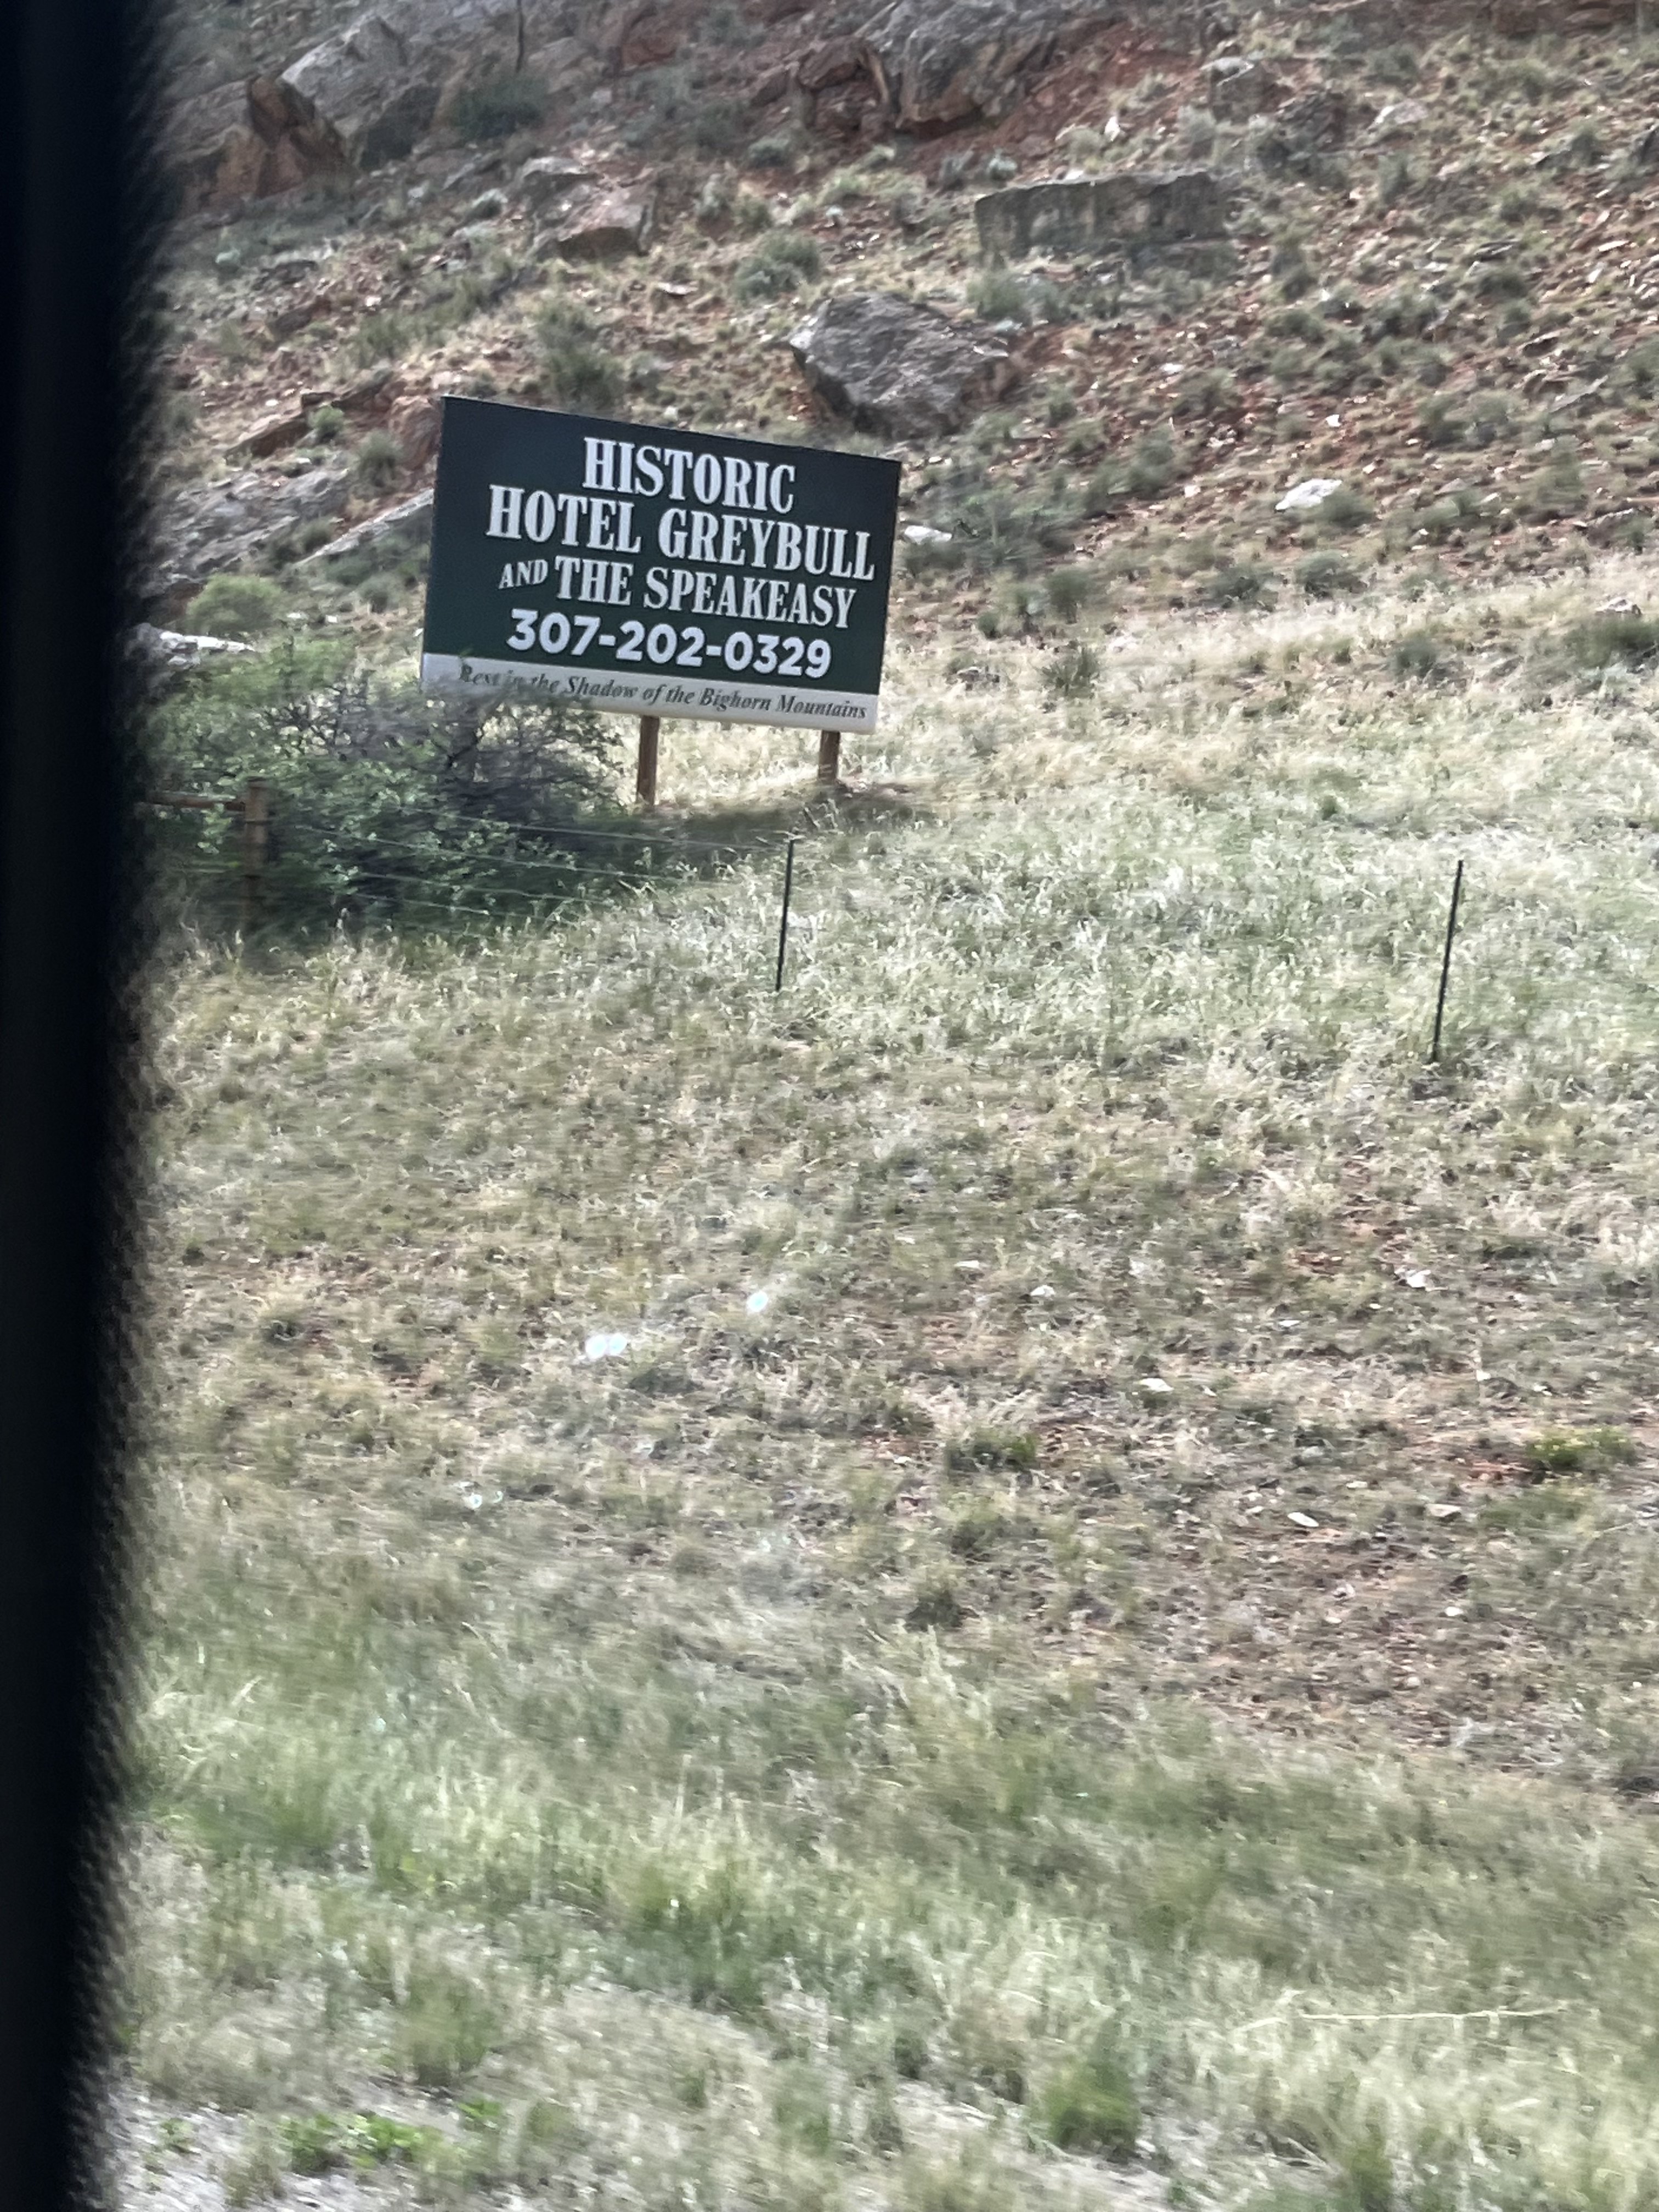 HISTORIC
HOTEL GREYBULL
AND THE SPEAKEASY
307-202-0329
Rest in the Shadow of the Bighorn Mountains